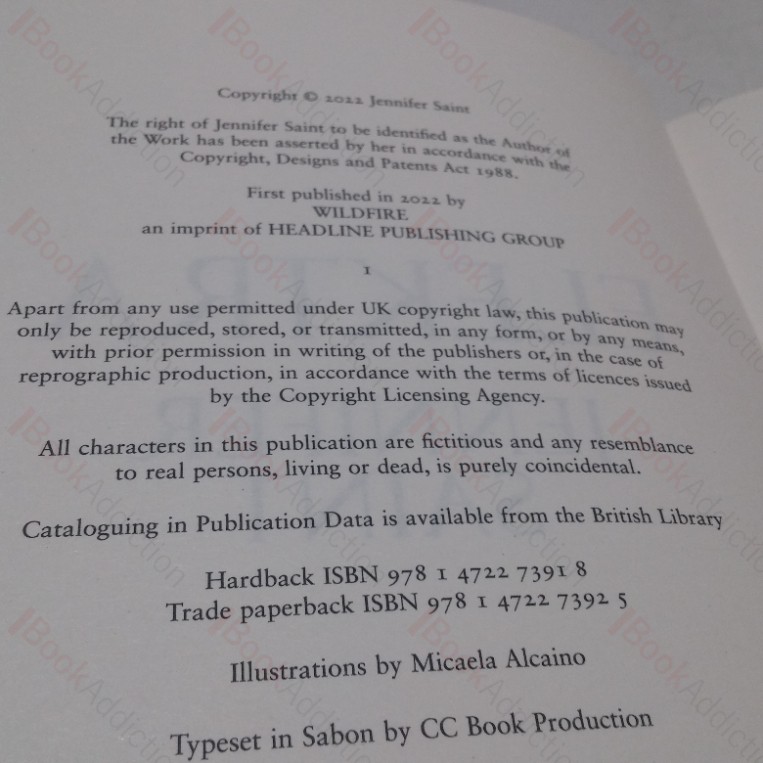 Copyright © 2022 Jennifer Saint
The right of Jennifer Saint to be identified as the Author of
the Work has been asserted by her in accordance with the
Copyright, Designs and Patents Act 1988.
First published in 2022 by
WILDFIRE
an imprint of HEADLINE PUBLISHING GROUP
1
Apart from any use permitted under UK copyright law, this publication may
only be reproduced, stored, or transmitted, in any form, or by any means,
with prior permission in writing of the publishers or, in the case of
reprographic production, in accordance with the terms of licences issued
by the Copyright Licensing Agency.
All characters in this publication are fictitious and any resemblance
to real persons, living or dead, is purely coincidental.
Cataloguing in Publication Data is available from the British Library
Hardback ISBN 978 1 4722 7391 8
Trade paperback ISBN 978 1 4722 7392 5
Illustrations by Micaela Alcaino
Typeset in Sabon by CC Book Production
BookAddiction